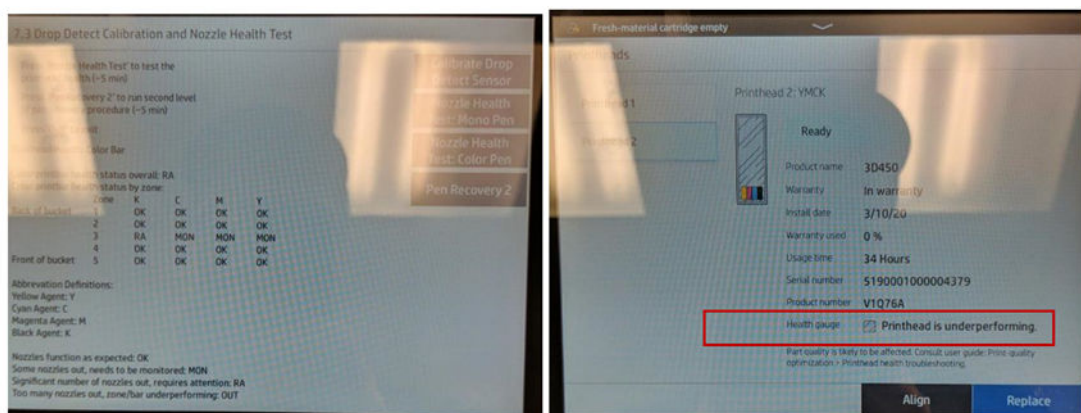 7.3 Drop Detect Calibration and Nozzle Health Test
Health Test' to test the
health (~5 min)
'Recovery 2' to run second level
procedure (~5 min)
Color Bar
status overall: RA
health status by zone:
Zone K C M Y
Back of bucket 1 OK OK OK OK
2 OK OK OK OK
3 RA MON MON MON
4 OK OK OK OK
Front of bucket 5 OK OK OK OK
Abbrevation Definitions:
Yellow Agent: Y
Cyan Agent: C
Magenta Agent: M
Black Agent: K
Nozzles function as expected: OK
Some nozzles out, needs to be monitored: MON
Significant number of nozzles out, requires attention: RA
Too many nozzles out, zone/bar underperforming: OUT
Calibrate Drop
Detect Sensor
Nozzle Health
Test: Mono Pen
Nozzle Health
Test: Color Pen
Pen Recovery 2
Fresh-material cartridge empty
Printheads
Printhead 1
Printhead 2
Printhead 2: YMCK
Ready
Product name 3D450
Warranty In warranty
Install date 3/10/20
Warranty used 0 %
Usage time 34 Hours
Serial number 5190001000004379
Product number V1Q76A
Health gauge Printhead is underperforming.
Part quality is likely to be affected. Consult user guide: Print quality
optimization > Printhead health troubleshooting.
Align
Replace